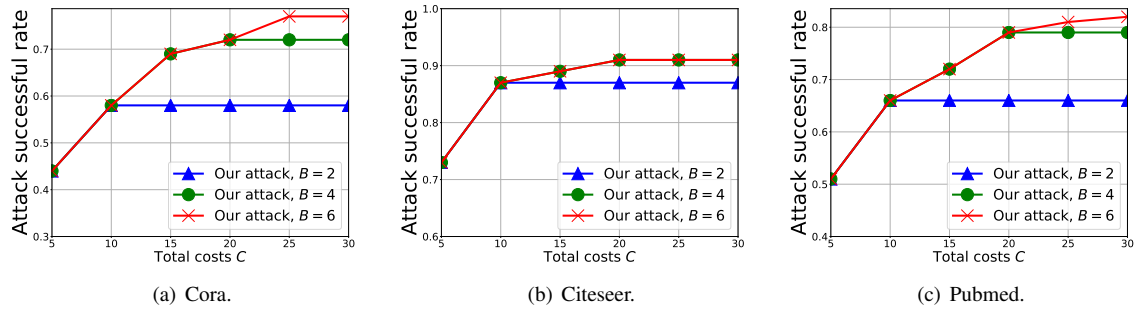 Attack successful rate
0.7
0.6
0.5
0.4
0.3
5 10 15 20 25 30
Total costs C
Our attack, B = 2
Our attack, B = 4
Our attack, B = 6
(a) Cora.
Attack successful rate
1.0
0.9
0.8
0.7
0.6
5 10 15 20 25 30
Total costs C
Our attack, B = 2
Our attack, B = 4
Our attack, B = 6
(b) Citeseer.
Attack successful rate
0.8
0.7
0.6
0.5
0.4
5 10 15 20 25 30
Total costs C
Our attack, B = 2
Our attack, B = 4
Our attack, B = 6
(c) Pubmed.